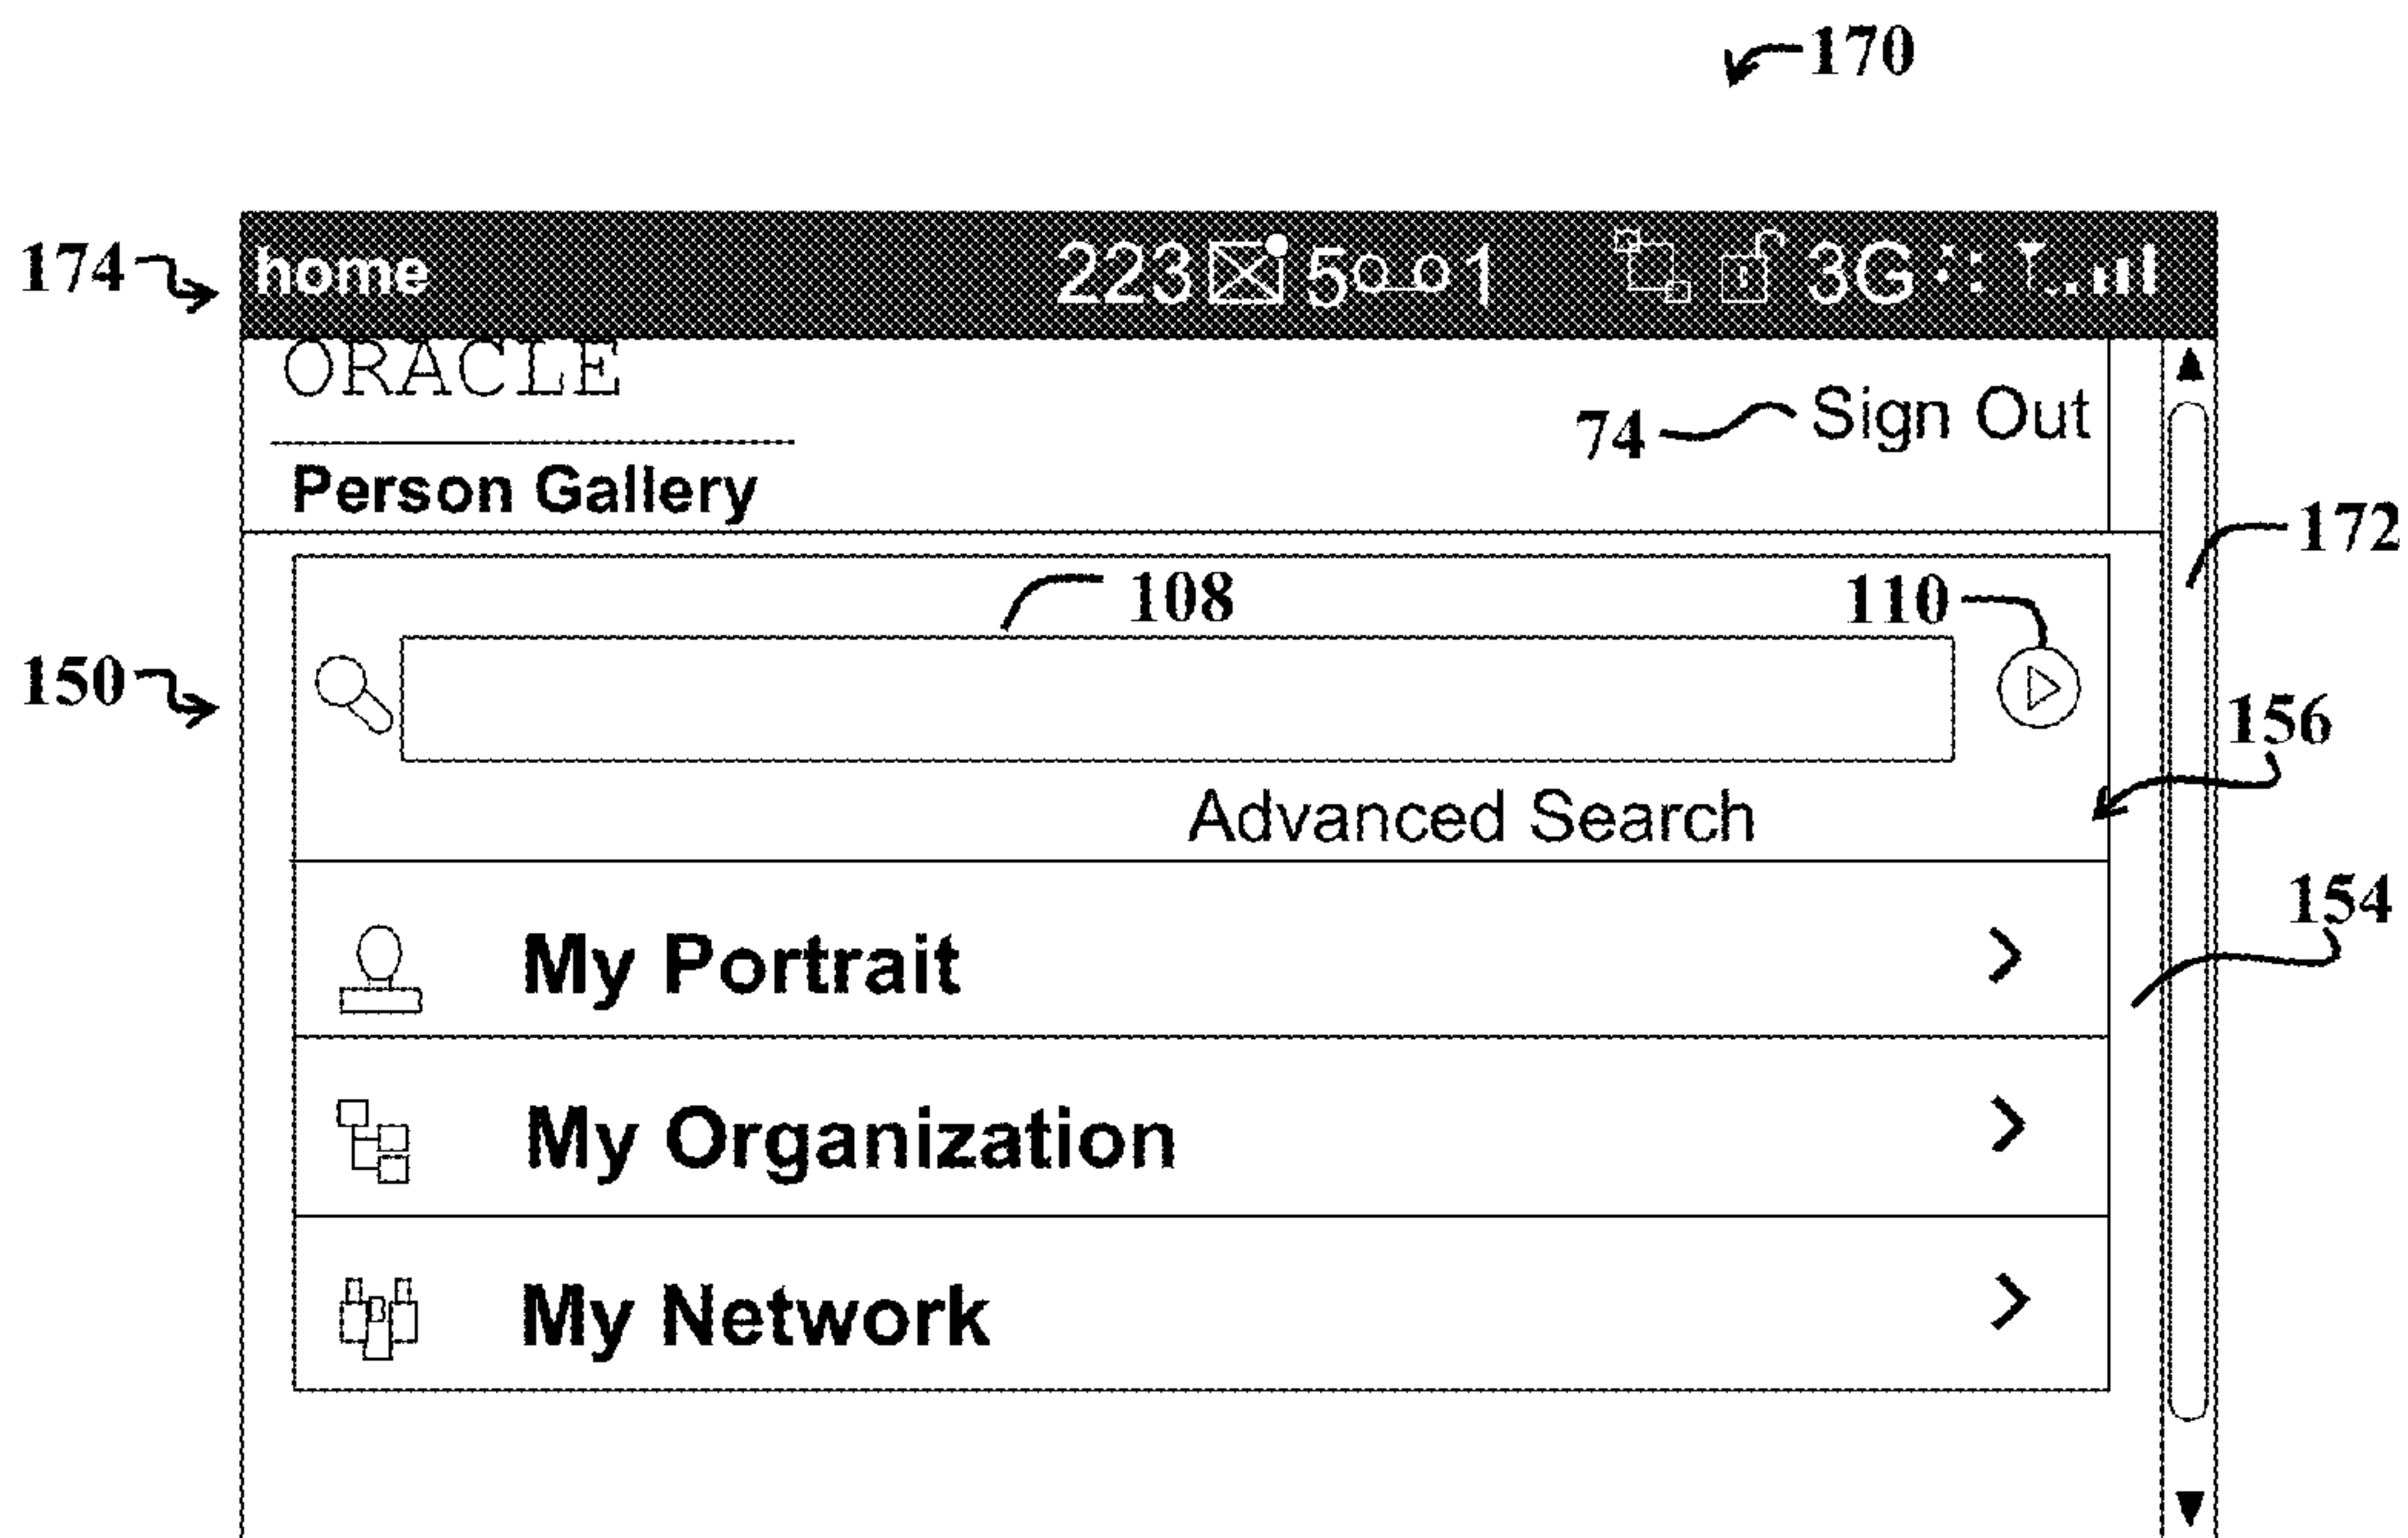 170
174
home 223 5 1 3G
ORACLE
74 Sign Out
Person Gallery
172
108 110
150
156
Advanced Search
154
My Portrait
My Organization
My Network